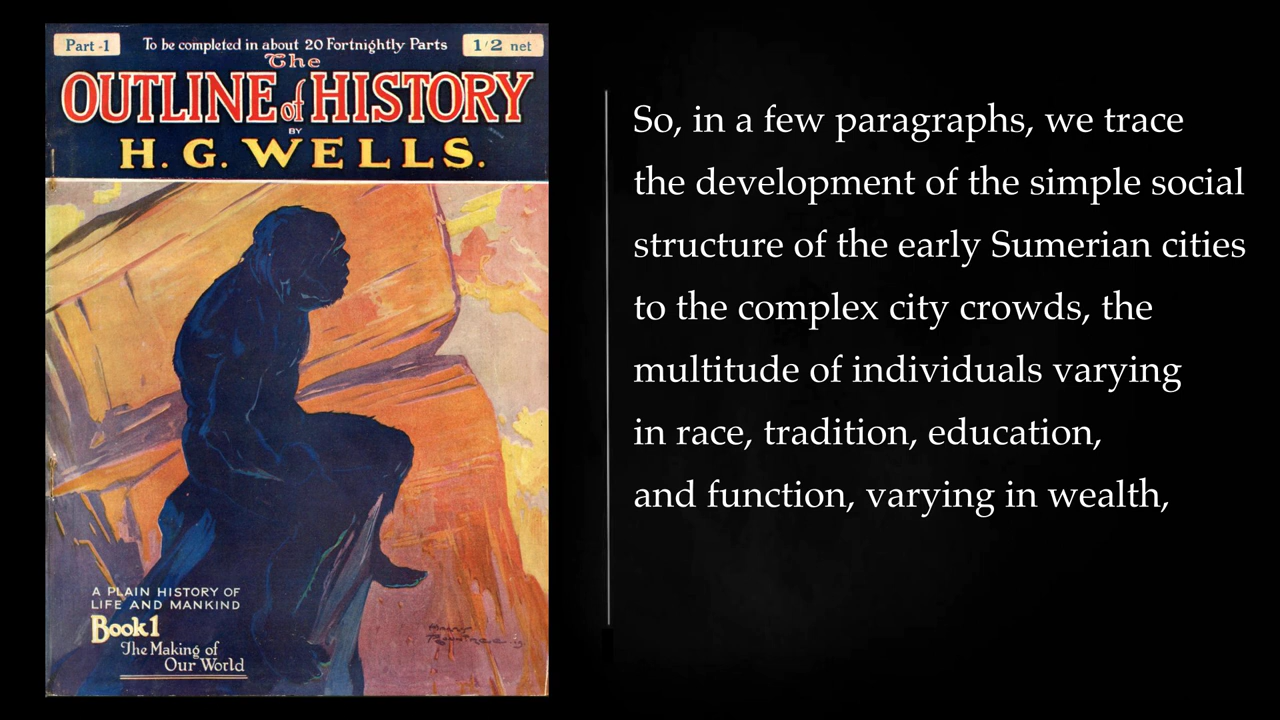 Part -1
To be completed in about 20 Fortnightly Parts
1/2 net
The
OUTLINE of HISTORY
BY
H. G. WELLS.
A PLAIN HISTORY OF
LIFE AND MANKIND
Book 1
The Making of
Our World
So, in a few paragraphs, we trace
the development of the simple social
structure of the early Sumerian cities
to the complex city crowds, the
multitude of individuals varying
in race, tradition, education,
and function, varying in wealth,